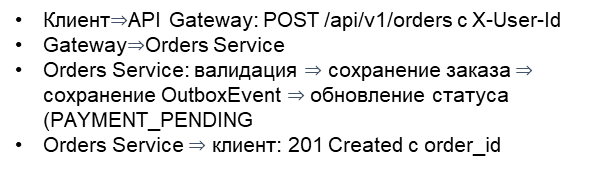 • Клиент⇒API Gateway: POST /api/v1/orders с X-User-Id
• Gateway⇒Orders Service
• Orders Service: валидация ⇒ сохранение заказа ⇒
сохранение OutboxEvent ⇒ обновление статуса
(PAYMENT_PENDING
• Orders Service ⇒ клиент: 201 Created с order_id